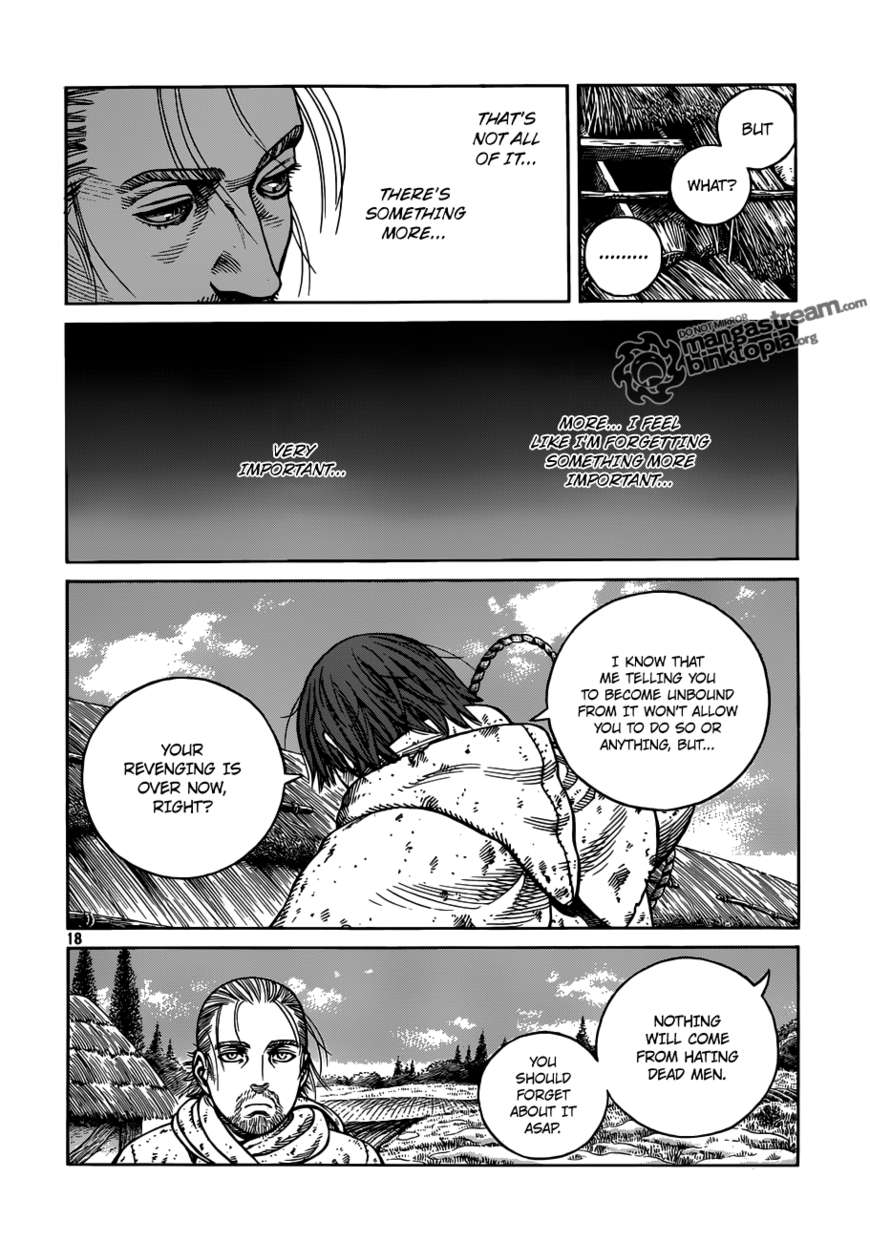 BUT
WHAT?
.........
THAT'S
NOT ALL
OF IT...
THERE'S
SOMETHING
MORE...
DO NOT MIRROR
mangastream.com
binktopia.org
MORE... I FEEL
LIKE I'M FORGETTING
SOMETHING MORE
IMPORTANT...
VERY
IMPORTANT...
I KNOW THAT
ME TELLING YOU
TO BECOME UNBOUND
FROM IT WON'T ALLOW
YOU TO DO SO OR
ANYTHING, BUT...
YOUR
REVENGING IS
OVER NOW,
RIGHT?
18
NOTHING
WILL COME
FROM HATING
DEAD MEN.
YOU
SHOULD
FORGET
ABOUT IT
ASAP.